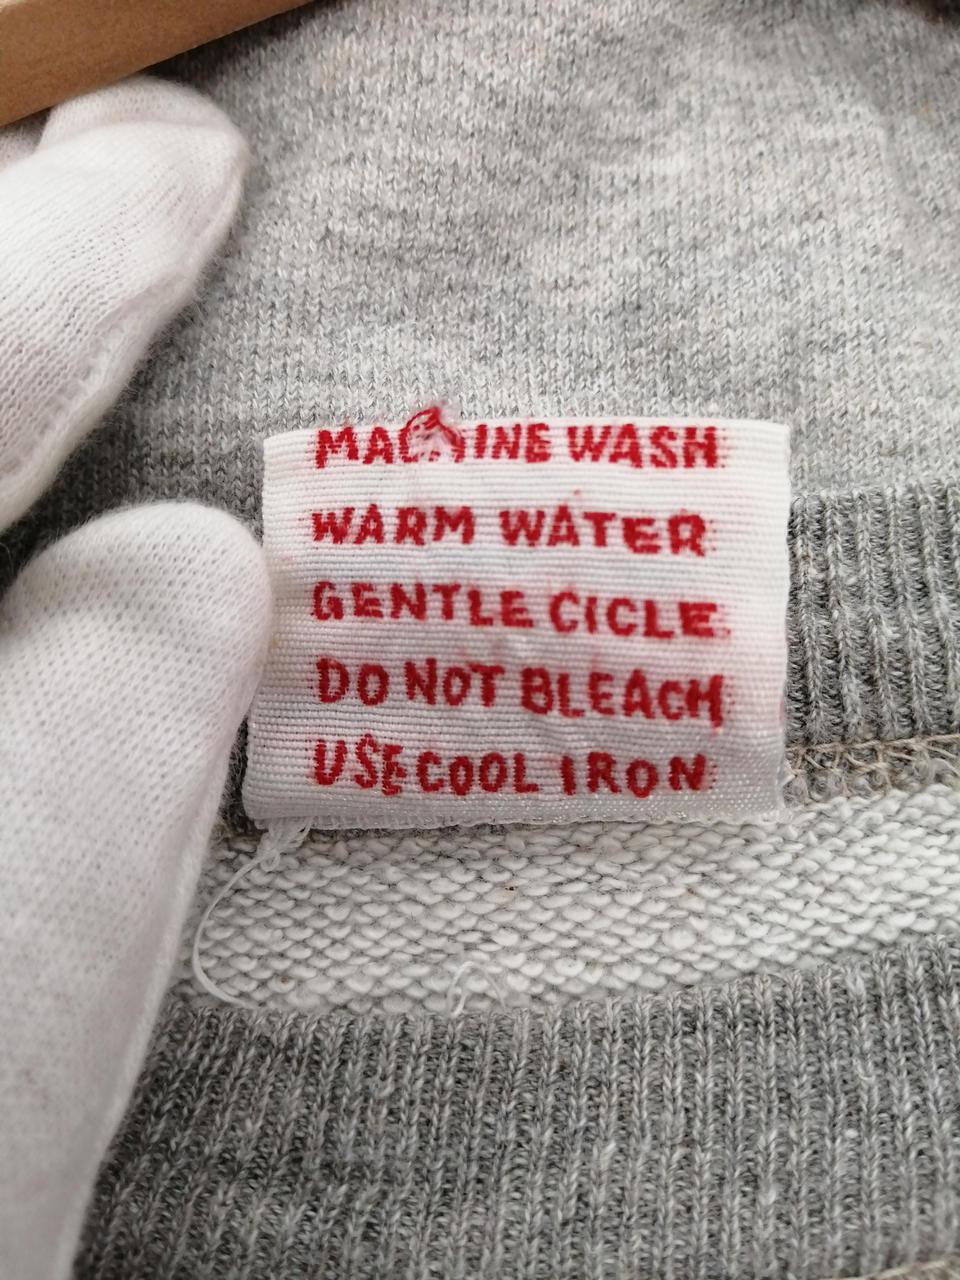 MACHINE WASH
WARM WATER
GENTLE CICLE
DO NOT BLEACH
USE COOL IRON